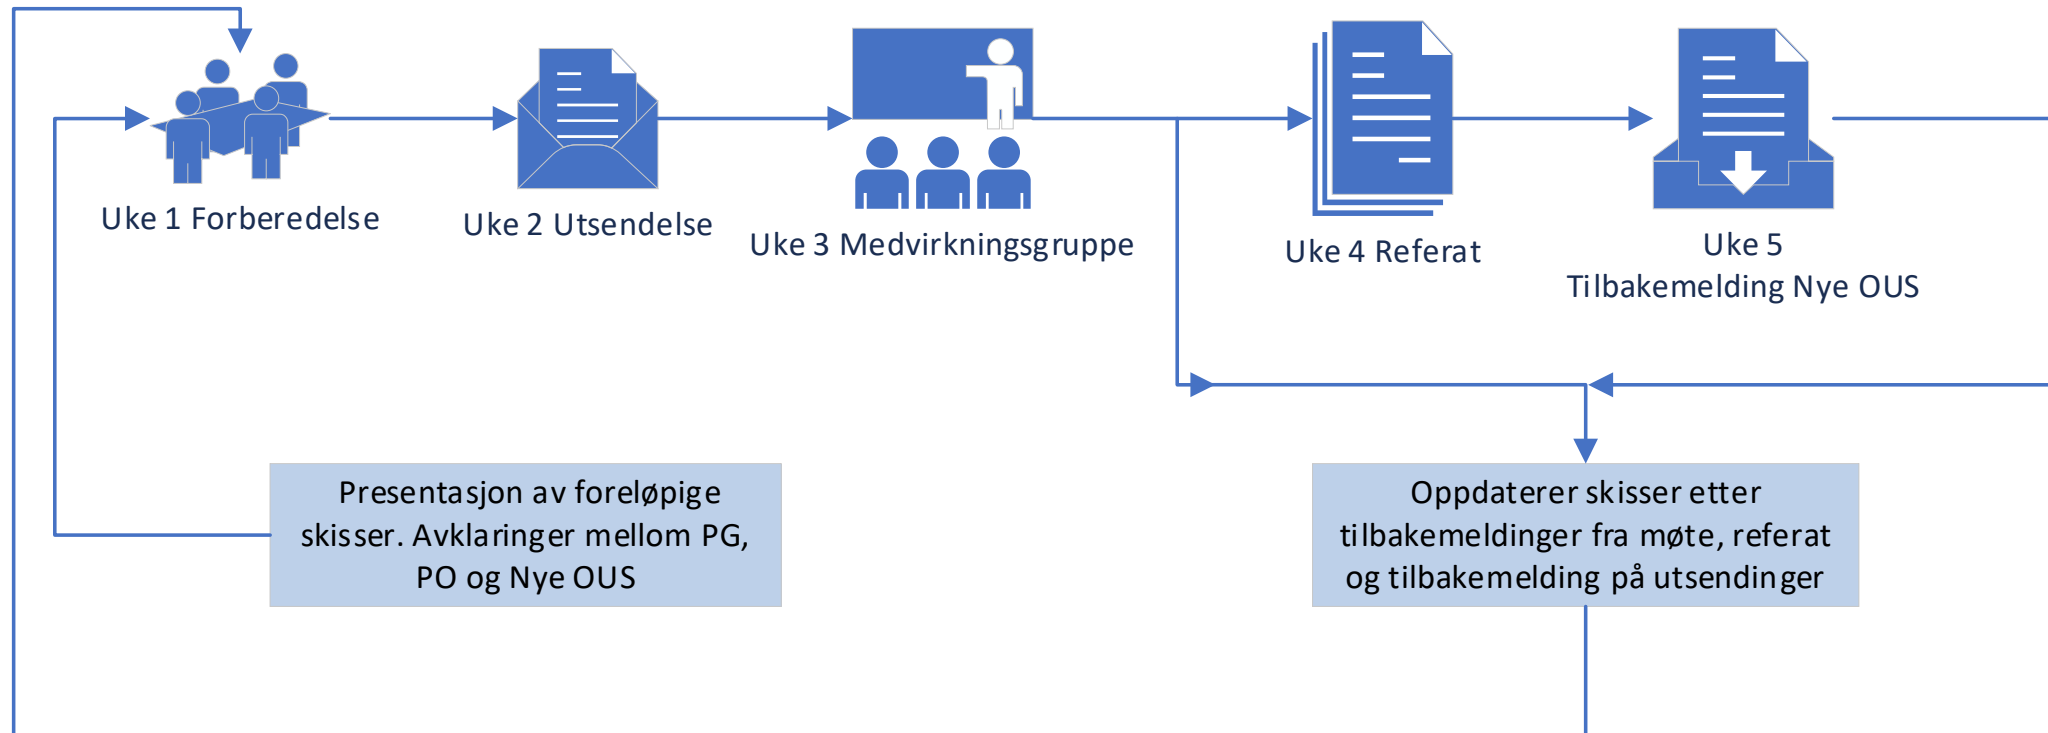 Uke 1 Forberedelse
Uke 2 Utsendelse
Uke 3 Medvirkningsgruppe
Uke 4 Referat
Uke 5
Tilbakemelding Nye OUS
Presentasjon av foreløpige
skisser. Avklaringer mellom PG,
PO og Nye OUS
Oppdaterer skisser etter
tilbakemeldinger fra møte, referat
og tilbakemelding på utsendinger